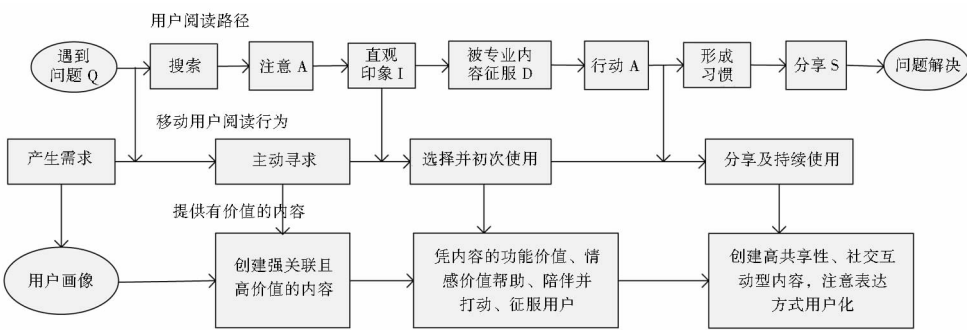 用户阅读路径
遇到
问题 Q
搜索
注意 A
直观
印象 I
被专业内
容征服 D
行动 A
形成
习惯
分享 S
问题解决
移动用户阅读行为
产生需求
主动寻求
选择并初次使用
分享及持续使用
提供有价值的内容
用户画像
创建强关联且
高价值的内容
凭内容的功能价值、情
感价值帮助、陪伴并
打动、征服用户
创建高共享性、社交互
动型内容，注意表达
方式用户化